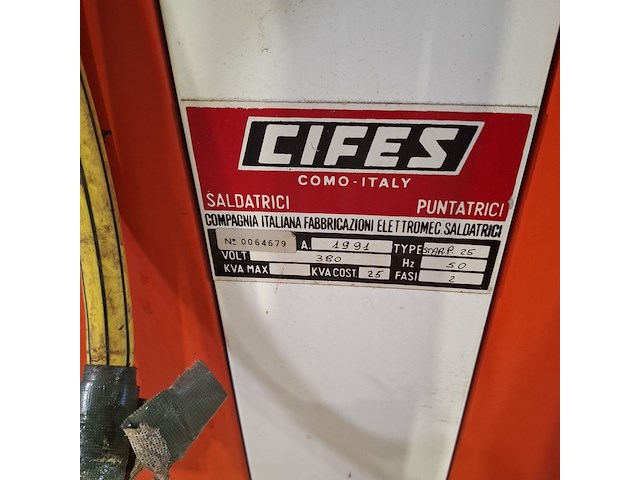 CIFES
COMO-ITALY
SALDATRICI PUNTATRICI
COMPAGNIA ITALIANA FABBRICAZIONI ELETTROMEC. SALDATRICI
Nº 0064679 A. 1991 TYPE STAR.P. 25
VOLT 380 Hz 50
KVA MAX KVA COST. 25 FASI 2